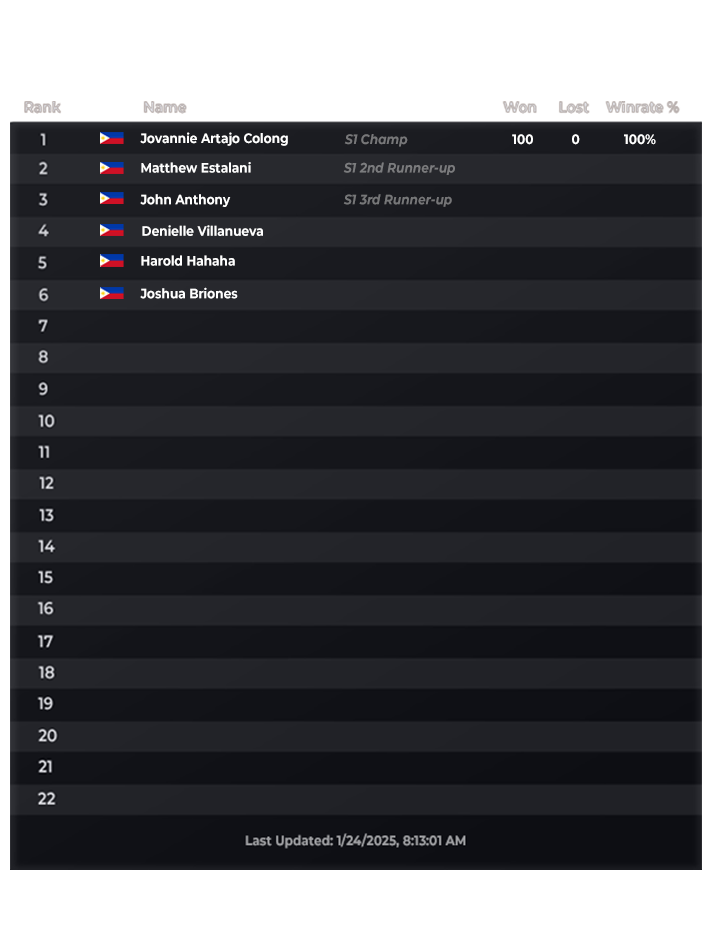 Rank Name Won Lost Winrate %
1 Jovannie Artajo Colong S1 Champ 100 0 100%
2 Matthew Estalani S1 2nd Runner-up
3 John Anthony S1 3rd Runner-up
4 Denielle Villanueva
5 Harold Hahaha
6 Joshua Briones
7
8
9
10
11
12
13
14
15
16
17
18
19
20
21
22
Last Updated: 1/24/2025, 8:13:01 AM